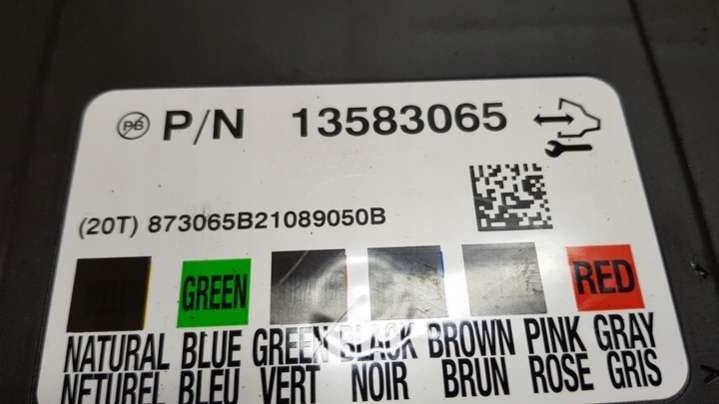 PB P/N 13583065
(20T) 873065B21089050B
GREEN RED
NATURAL BLUE GREEN BLACK BROWN PINK GRAY
NETUREL BLEU VERT NOIR BRUN ROSE GRIS